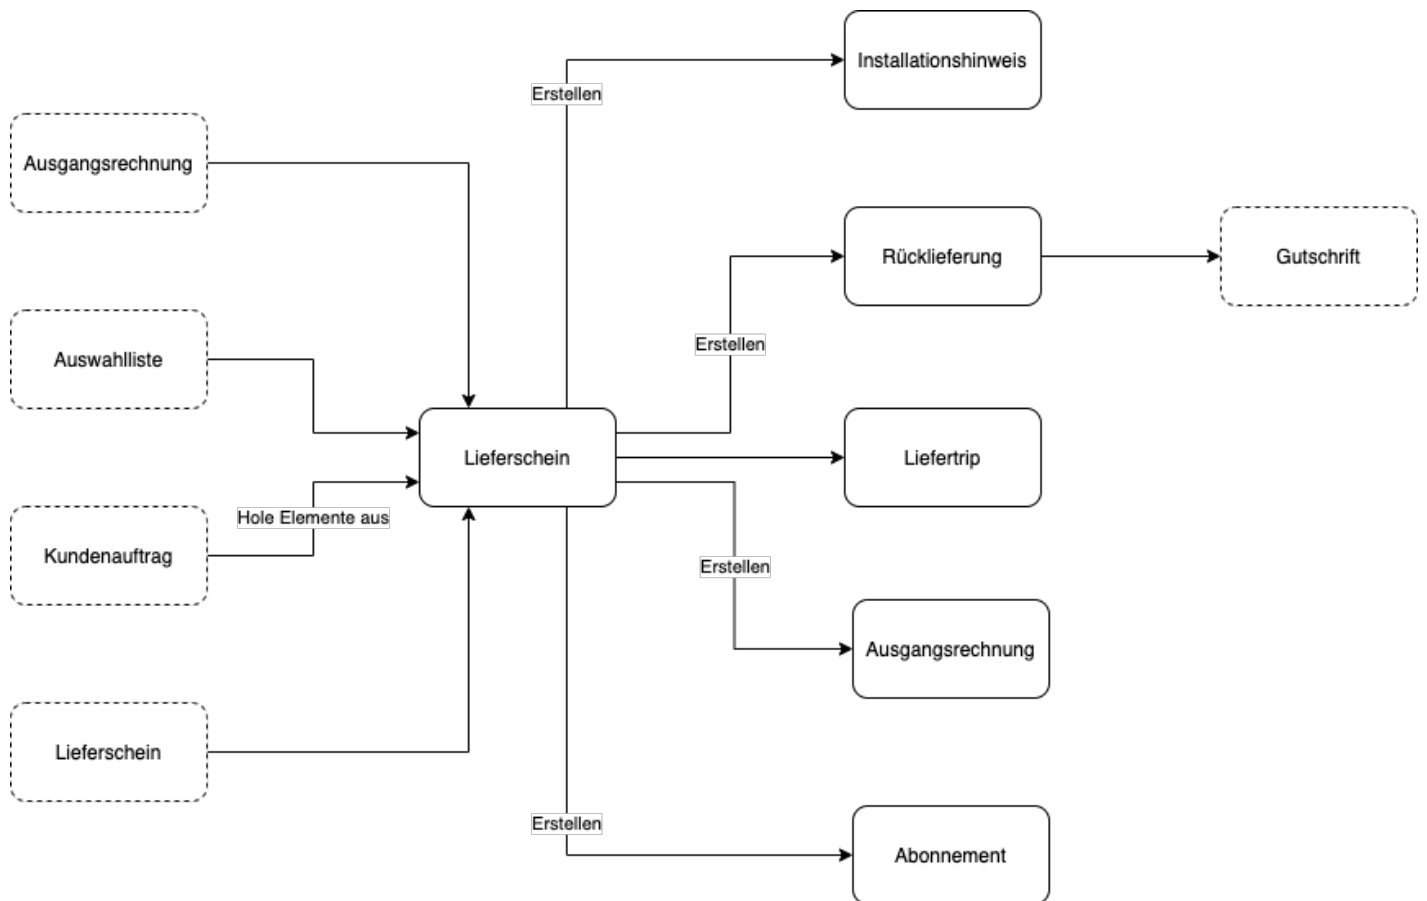 Installationshinweis
Erstellen
Ausgangsrechnung
Rücklieferung
Gutschrift
Erstellen
Auswahlliste
Lieferschein
Liefertrip
Hole Elemente aus
Kundenauftrag
Erstellen
Ausgangsrechnung
Lieferschein
Erstellen
Abonnement